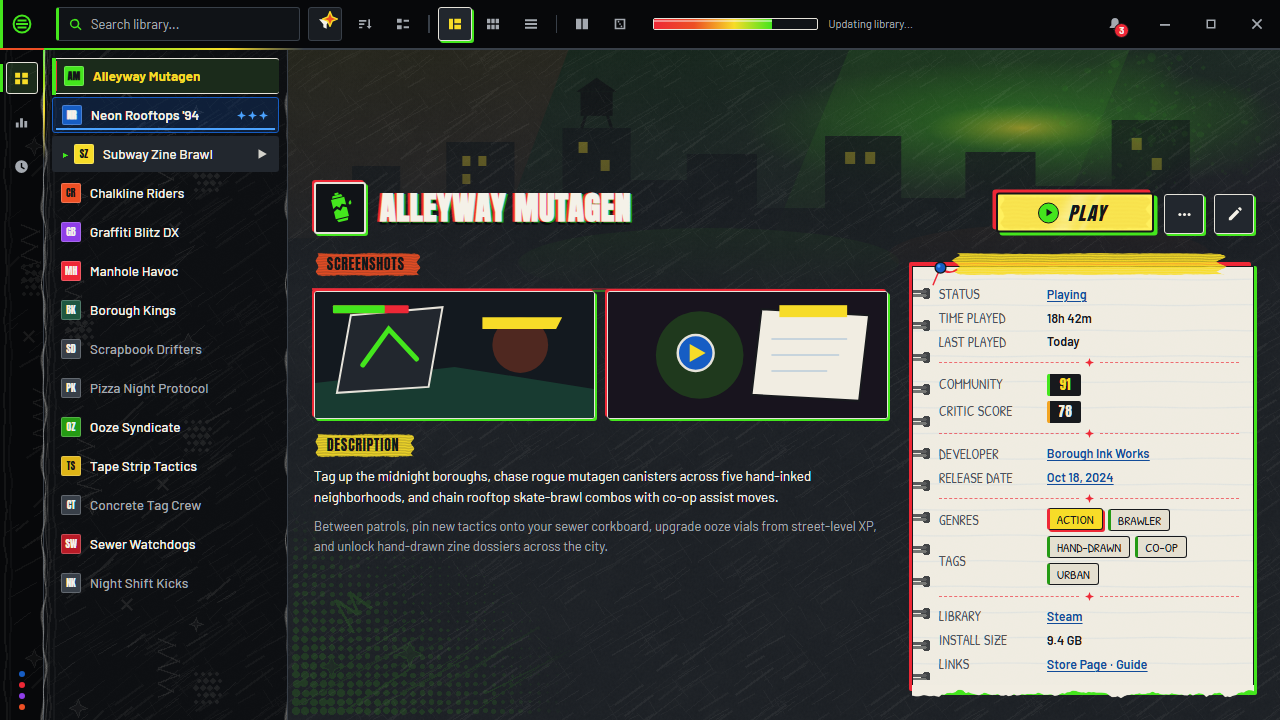 Search library...
Updating library...
3
AM Alleyway Mutagen
Neon Rooftops '94
SZ Subway Zine Brawl
CR Chalkline Riders
GB Graffiti Blitz DX
MH Manhole Havoc
BK Borough Kings
SD Scrapbook Drifters
PK Pizza Night Protocol
OZ Ooze Syndicate
TS Tape Strip Tactics
CT Concrete Tag Crew
SW Sewer Watchdogs
NK Night Shift Kicks
ALLEYWAY MUTAGEN
PLAY
SCREENSHOTS
DESCRIPTION
Tag up the midnight boroughs, chase rogue mutagen canisters across five hand-inked
neighborhoods, and chain rooftop skate-brawl combos with co-op assist moves.
Between patrols, pin new tactics onto your sewer corkboard, upgrade ooze vials from street-level XP,
and unlock hand-drawn zine dossiers across the city.
STATUS Playing
TIME PLAYED 18h 42m
LAST PLAYED Today
COMMUNITY 91
CRITIC SCORE 78
DEVELOPER Borough Ink Works
RELEASE DATE Oct 18, 2024
GENRES ACTION BRAWLER
TAGS HAND-DRAWN CO-OP
URBAN
LIBRARY Steam
INSTALL SIZE 9.4 GB
LINKS Store Page · Guide